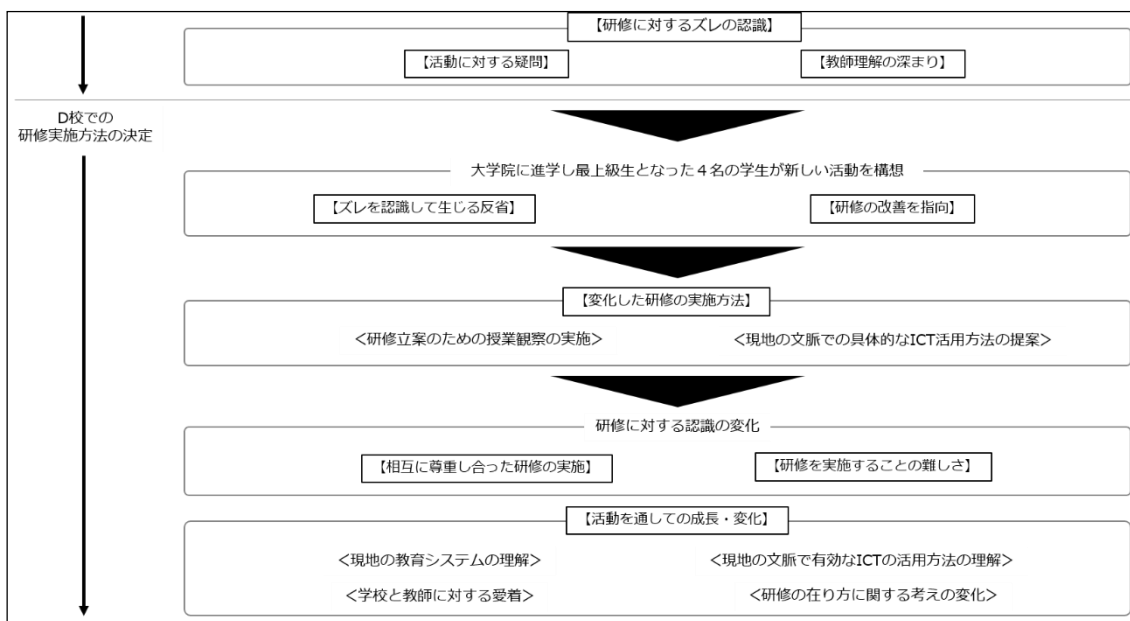 【研修に対するズレの認識】
【活動に対する疑問】
【教師理解の深まり】
D校での
研修実施方法の決定
大学院に進学し最上級生となった４名の学生が新しい活動を構想
【ズレを認識して生じる反省】
【研修の改善を指向】
【変化した研修の実施方法】
<研修立案のための授業観察の実施>
<現地の文脈での具体的なICT活用方法の提案>
研修に対する認識の変化
【相互に尊重し合った研修の実施】
【研修を実施することの難しさ】
【活動を通しての成長・変化】
<現地の教育システムの理解>
<現地の文脈で有効なICTの活用方法の理解>
<学校と教師に対する愛着>
<研修の在り方に関する考えの変化>